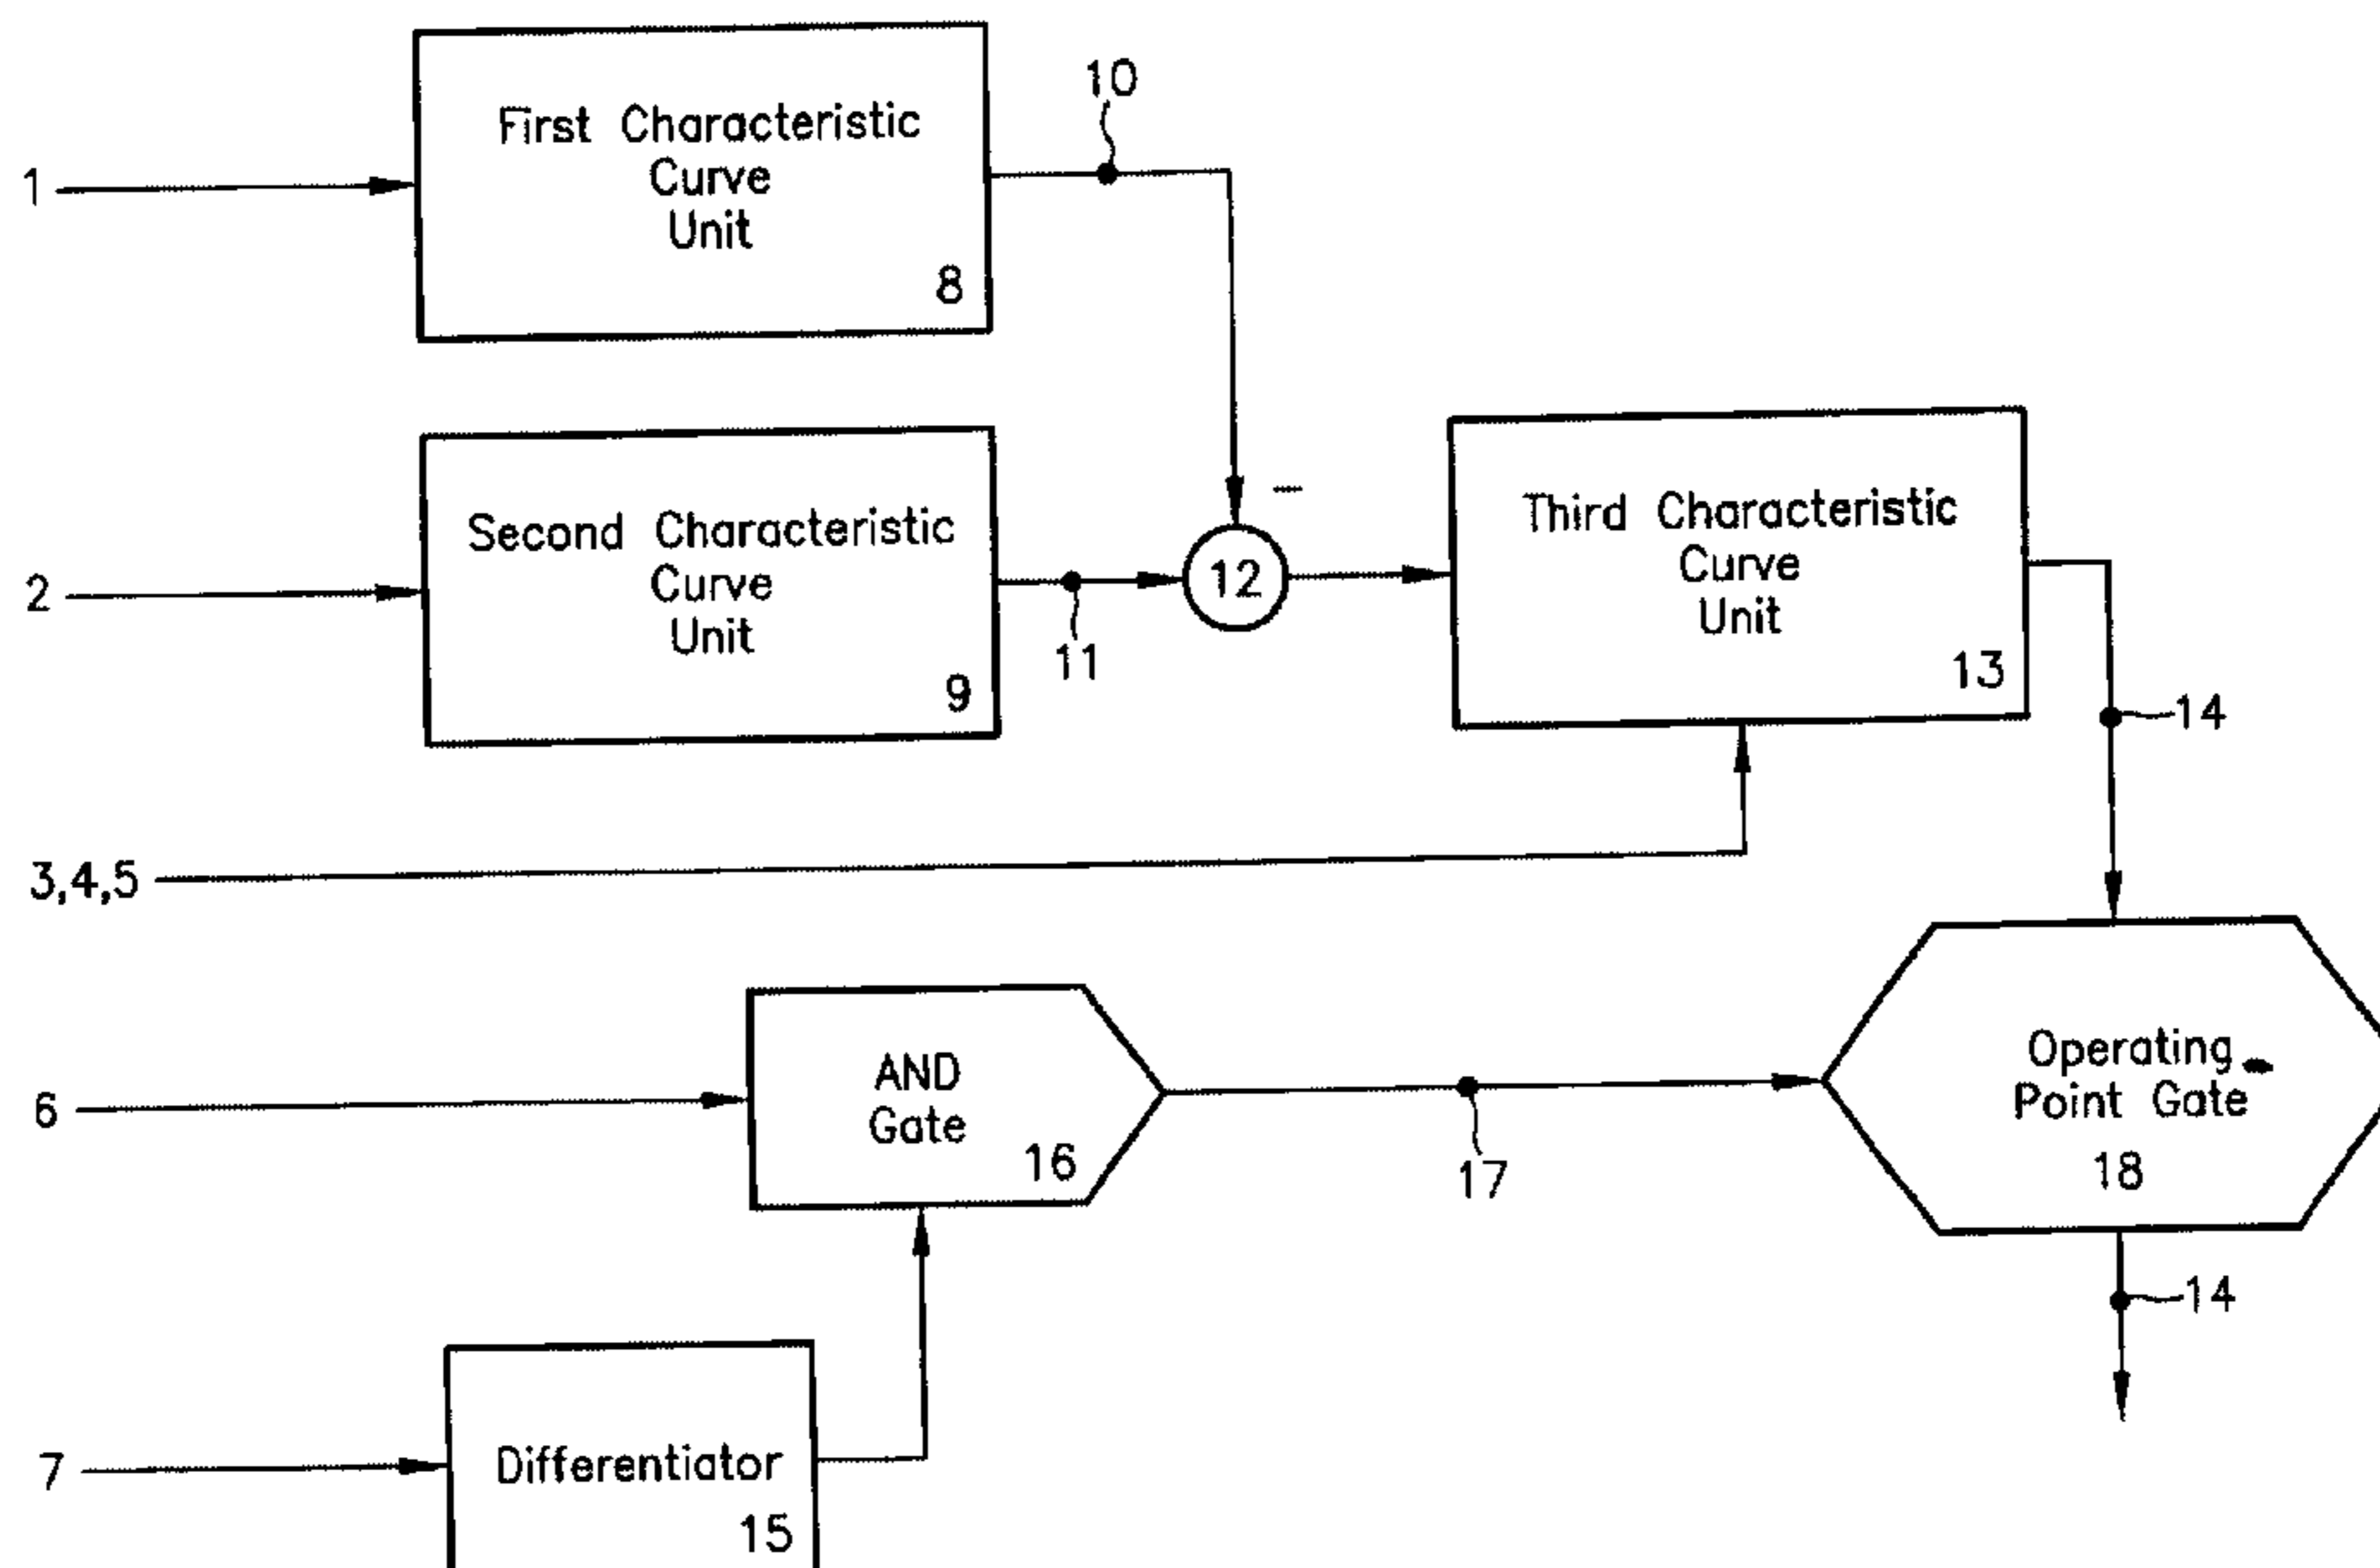 10
First Characteristic
Curve
Unit
8
1
-
Second Characteristic
Curve
Unit
9
2
11
12
Third Characteristic
Curve
Unit
13
14
3,4,5
6
AND
Gate
16
17
Operating
Point Gate
18
14
7
Differentiator
15